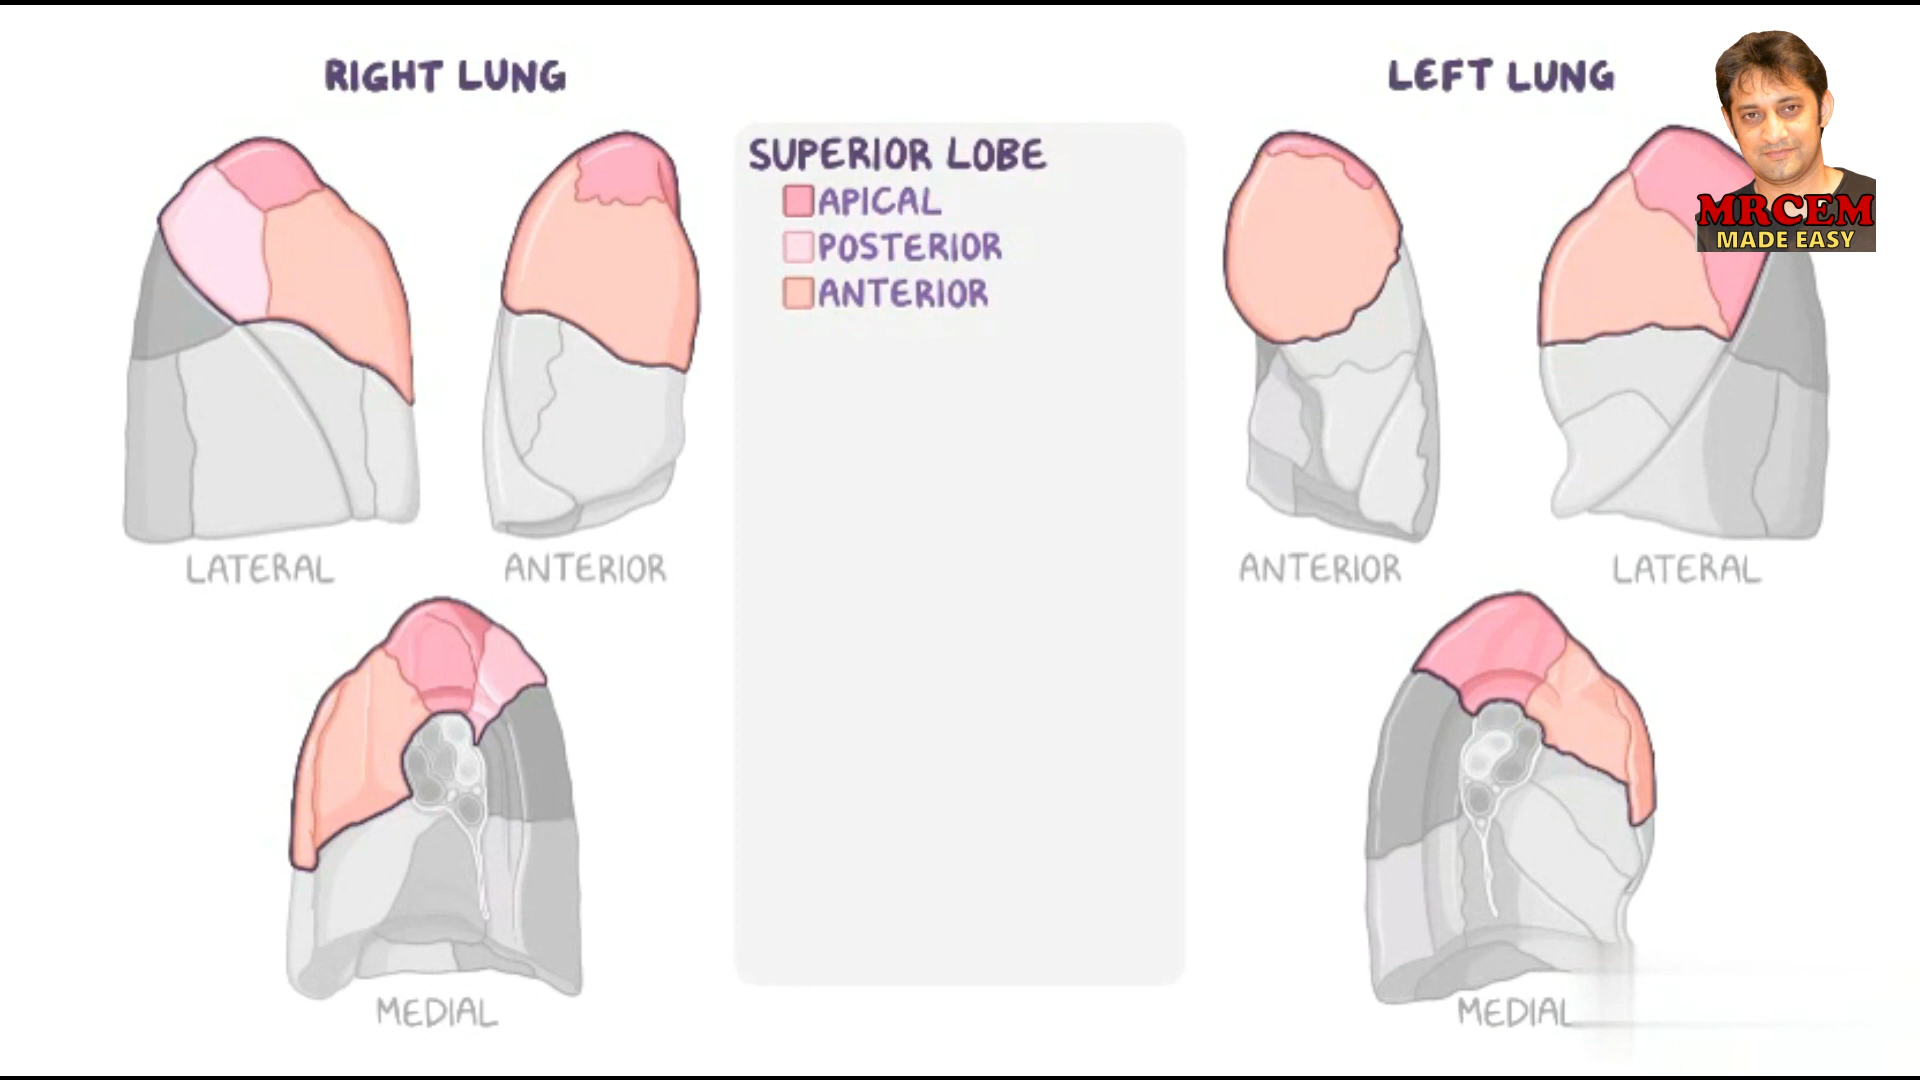 RIGHT LUNG
LEFT LUNG
MRCEM
MADE EASY
SUPERIOR LOBE
APICAL
POSTERIOR
ANTERIOR
LATERAL
ANTERIOR
ANTERIOR
LATERAL
MEDIAL
MEDIAL